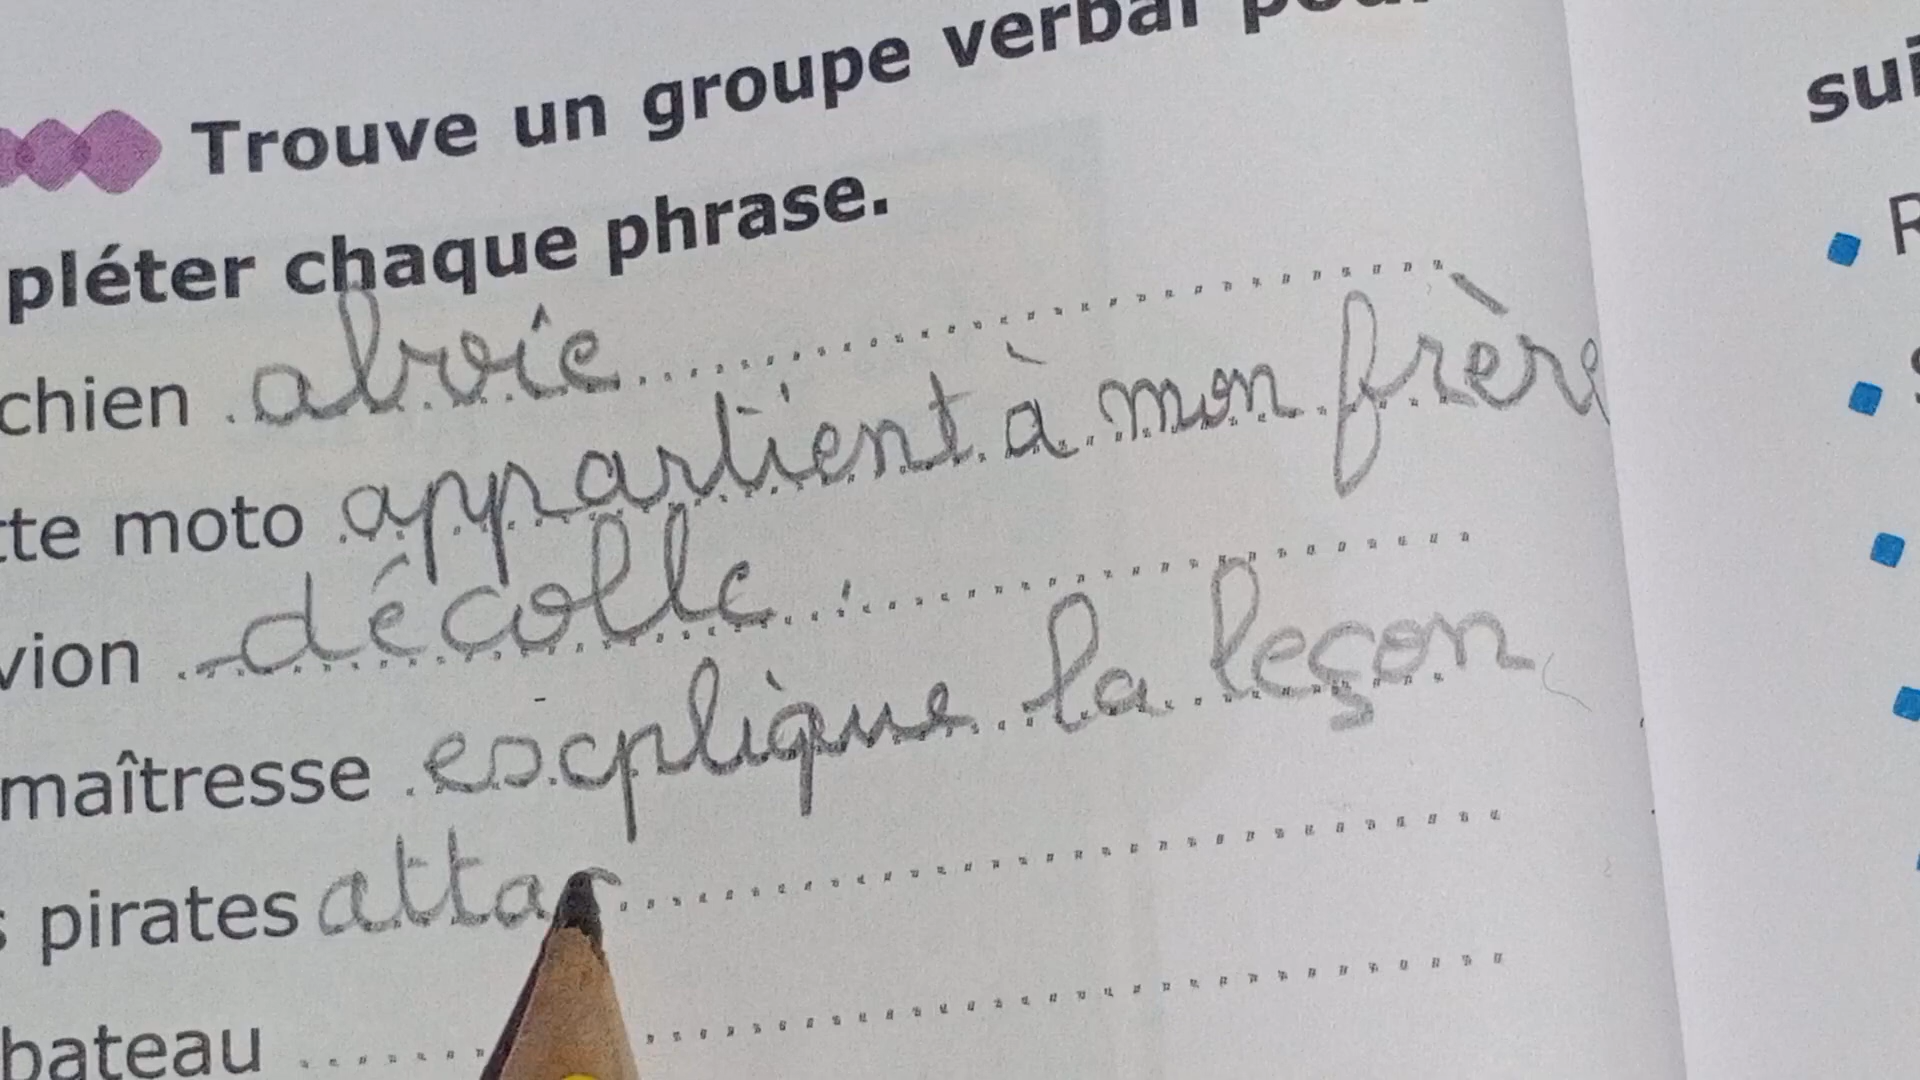 Trouve un groupe verbal
pléter chaque phrase.
chien aboie
tte moto appartient à mon frère
vion décolle
maîtresse explique la leçon
s pirates atta
bateau
sui
R